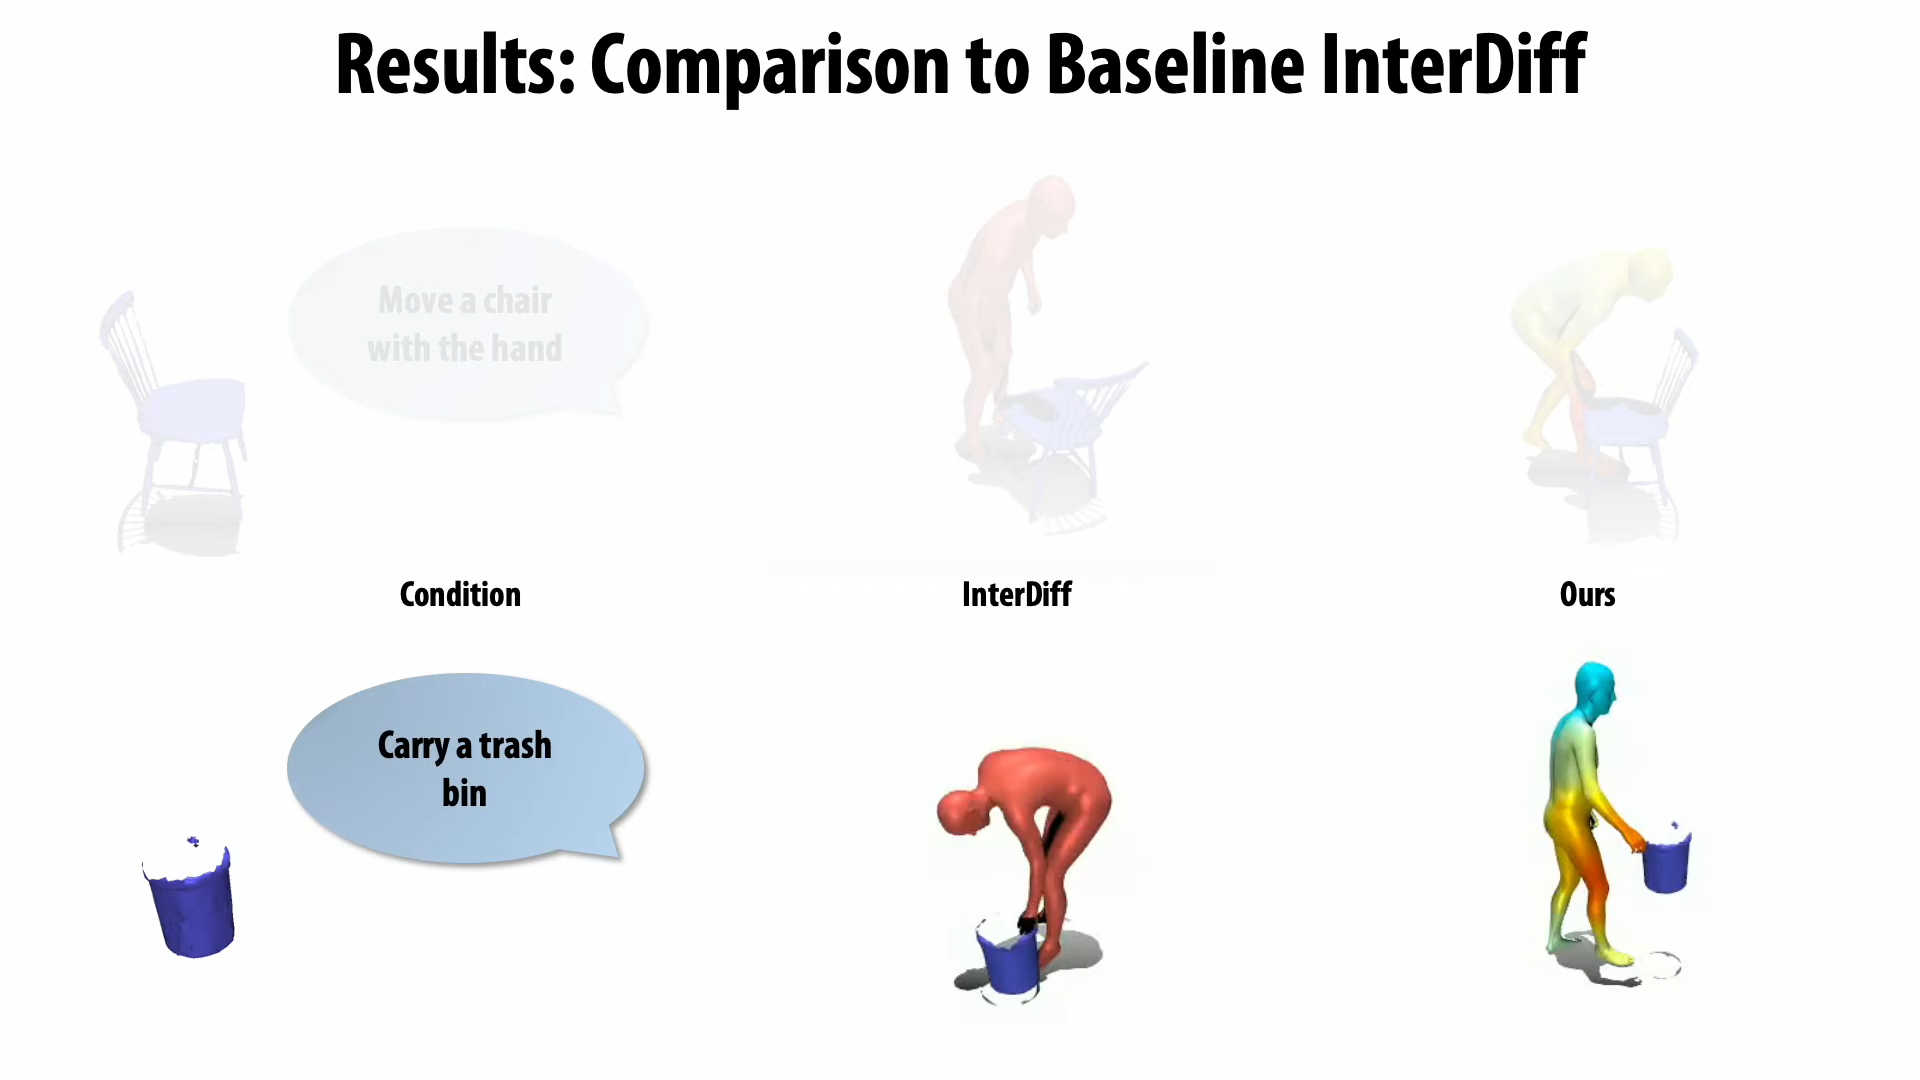 Results: Comparison to Baseline InterDiff
Move a chair
with the hand
Condition
InterDiff
Ours
Carry a trash
bin